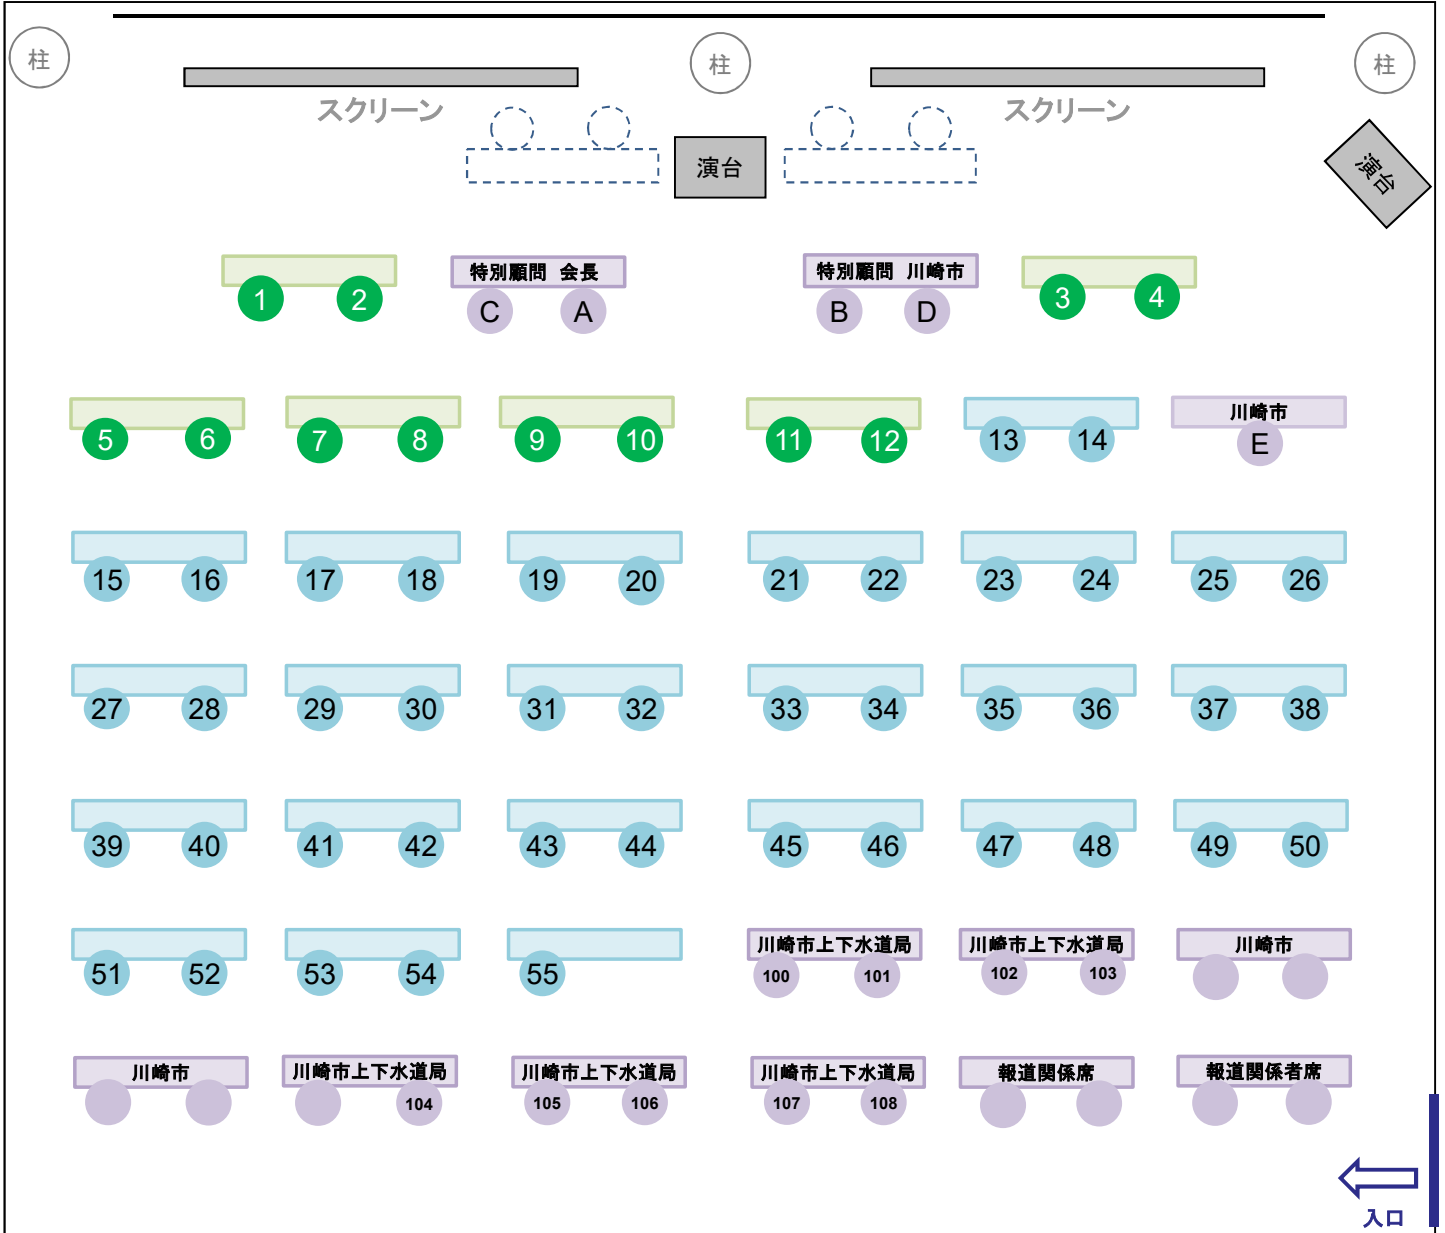 柱 柱 柱
スクリーン スクリーン
演台 演台
特別顧問 会長 特別顧問 川崎市
1 2 C A B D 3 4
川崎市
5 6 7 8 9 10 11 12 13 14 E
15 16 17 18 19 20 21 22 23 24 25 26
27 28 29 30 31 32 33 34 35 36 37 38
39 40 41 42 43 44 45 46 47 48 49 50
川崎市上下水道局 川崎市上下水道局 川崎市
51 52 53 54 55 100 101 102 103
川崎市 川崎市上下水道局 川崎市上下水道局 川崎市上下水道局 報道関係席 報道関係者席
104 105 106 107 108
入口